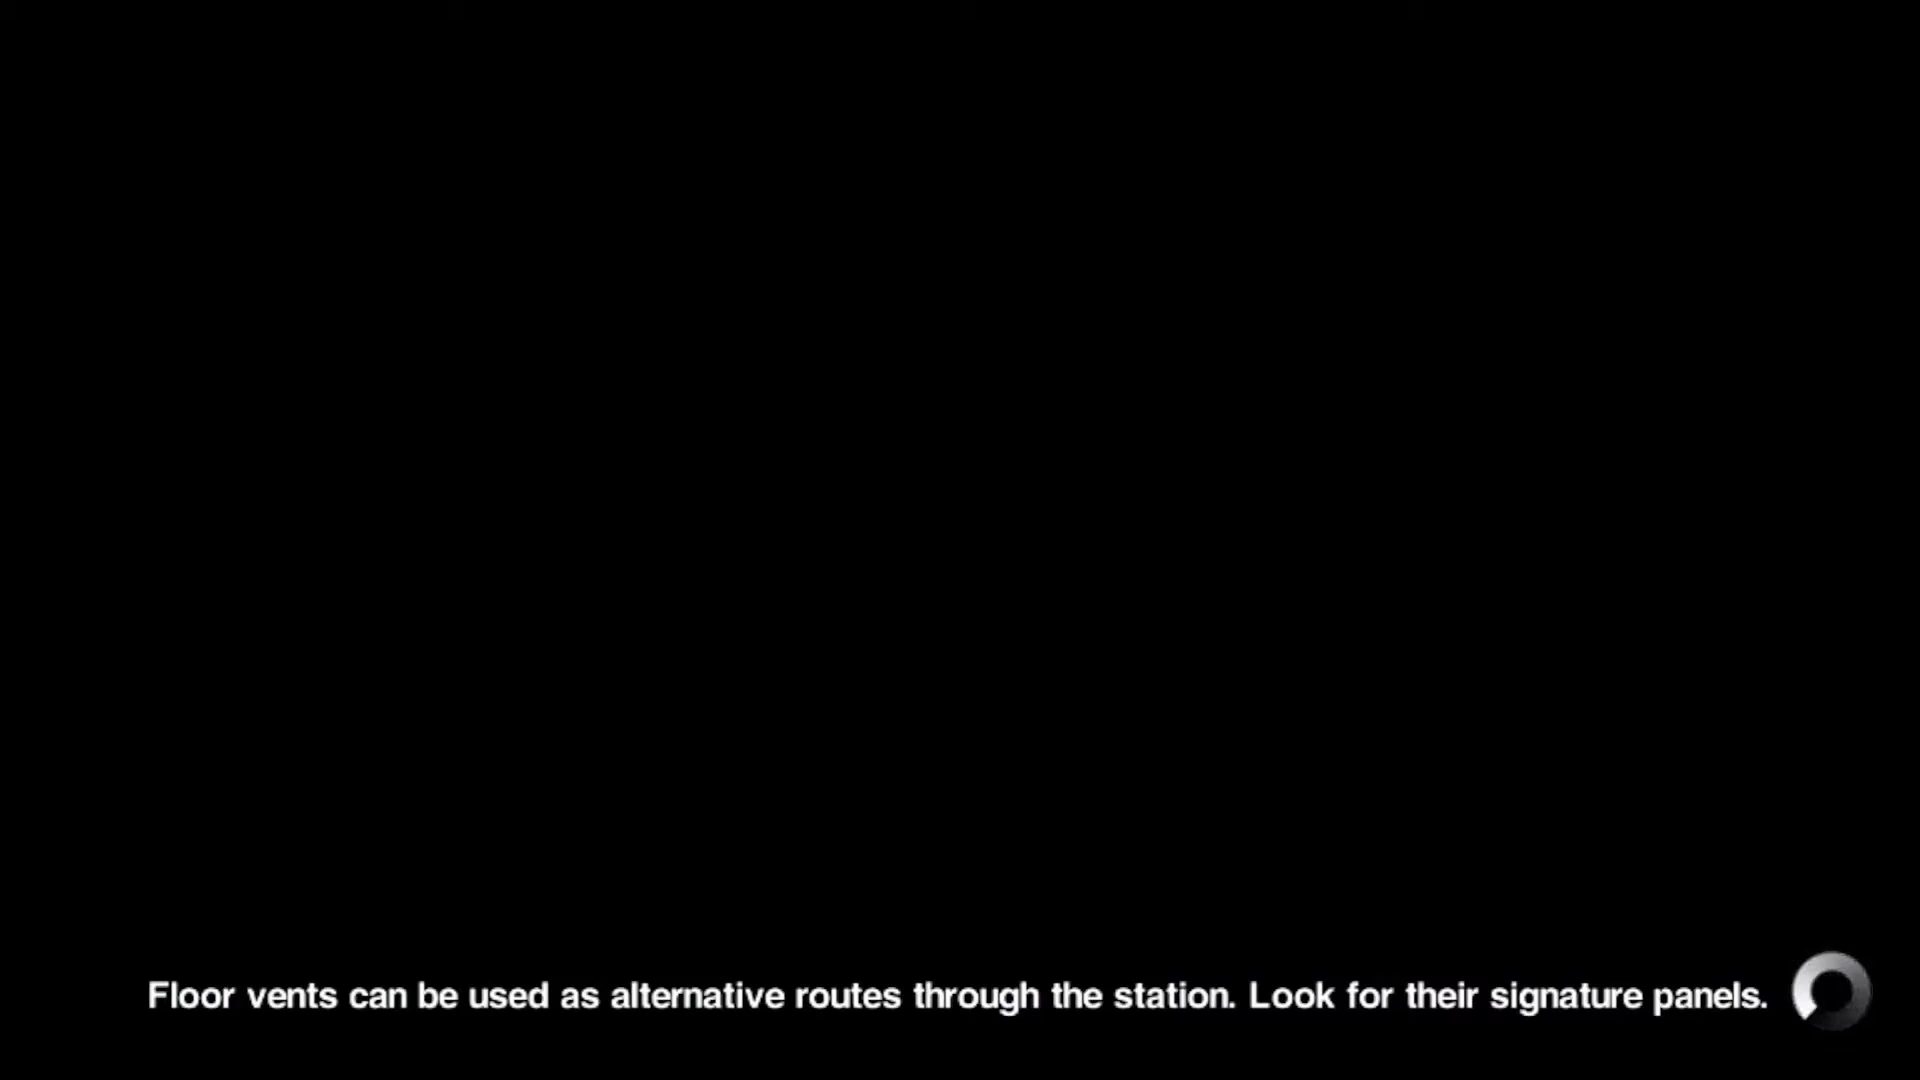 Floor vents can be used as alternative routes through the station. Look for their signature panels.